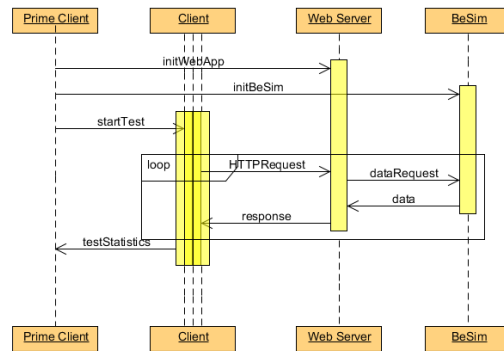 Prime Client
Client
Web Server
BeSim
initWebApp
initBeSim
startTest
loop
HTTPRequest
dataRequest
data
response
testStatistics
Prime Client
Client
Web Server
BeSim